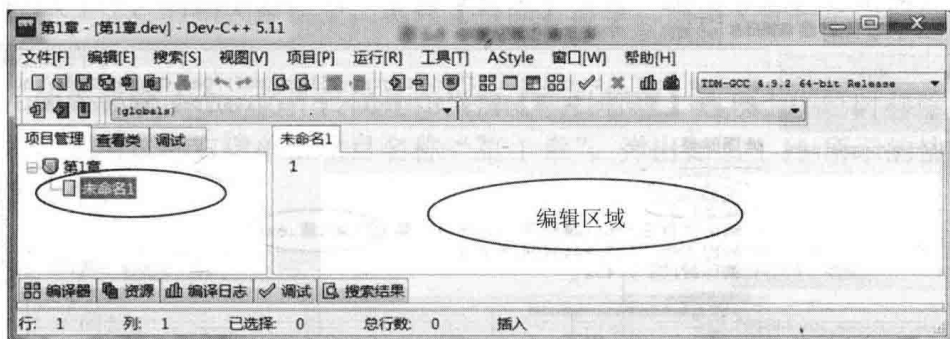 第1章 - [第1章.dev] - Dev-C++ 5.11
文件[F] 编辑[E] 搜索[S] 视图[V] 项目[P] 运行[R] 工具[T] AStyle 窗口[W] 帮助[H]
TDM-GCC 4.9.2 64-bit Release
(globals)
项目管理 查看类 调试 未命名1
第1章 1
未命名1
编辑区域
编译器 资源 编译日志 调试 搜索结果
行: 1 列: 1 已选择: 0 总行数: 0 插入